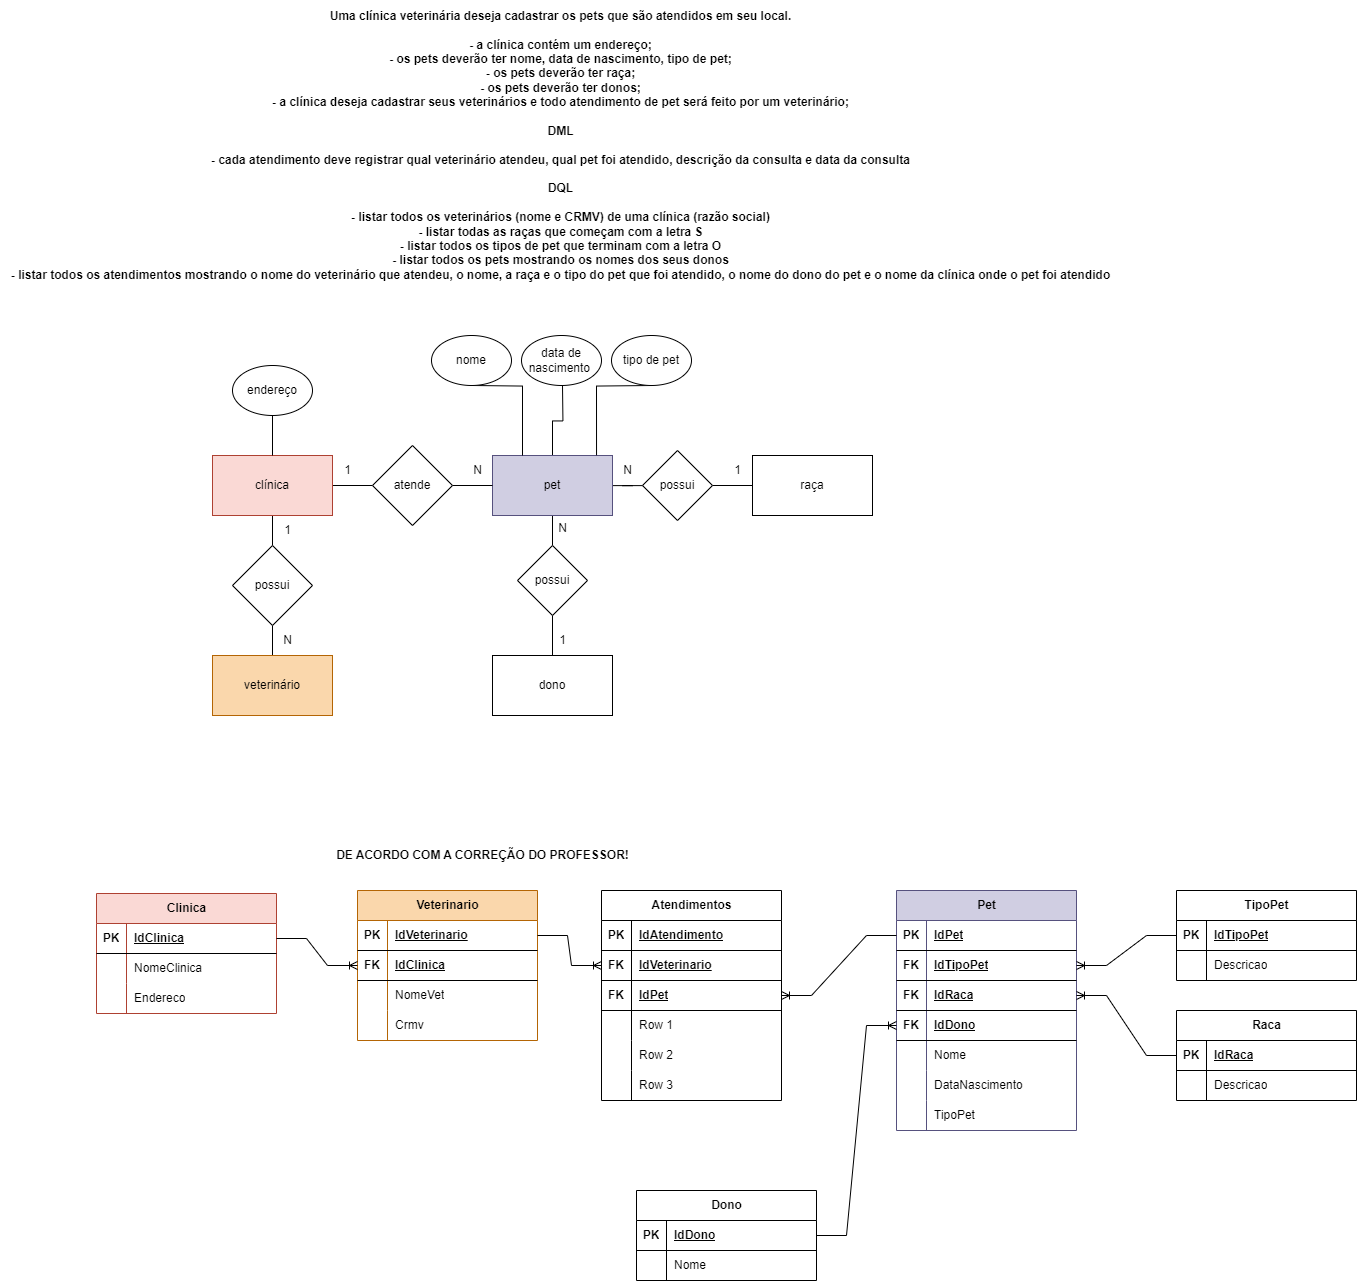 Uma clínica veterinária deseja cadastrar os pets que são atendidos em seu local.
- a clínica contém um endereço;
- os pets deverão ter nome, data de nascimento, tipo de pet;
- os pets deverão ter raça;
- os pets deverão ter donos;
- a clínica deseja cadastrar seus veterinários e todo atendimento de pet será feito por um veterinário;
DML
- cada atendimento deve registrar qual veterinário atendeu, qual pet foi atendido, descrição da consulta e data da consulta
DQL
- listar todos os veterinários (nome e CRMV) de uma clínica (razão social)
- listar todas as raças que começam com a letra S
- listar todos os tipos de pet que terminam com a letra O
- listar todos os pets mostrando os nomes dos seus donos
- listar todos os atendimentos mostrando o nome do veterinário que atendeu, o nome, a raça e o tipo do pet que foi atendido, o nome do dono do pet e o nome da clínica onde o pet foi atendido
nome
data de
nascimento
tipo de pet
endereço
clínica
1
atende
N
pet
N
possui
1
raça
1
possui
N
veterinário
N
possui
1
dono
DE ACORDO COM A CORREÇÃO DO PROFESSOR!
Clinica
PK IdClinica
NomeClinica
Endereco
Veterinario
PK IdVeterinario
FK IdClinica
NomeVet
Crmv
Atendimentos
PK IdAtendimento
FK IdVeterinario
FK IdPet
Row 1
Row 2
Row 3
Pet
PK IdPet
FK IdTipoPet
FK IdRaca
FK IdDono
Nome
DataNascimento
TipoPet
TipoPet
PK IdTipoPet
Descricao
Raca
PK IdRaca
Descricao
Dono
PK IdDono
Nome